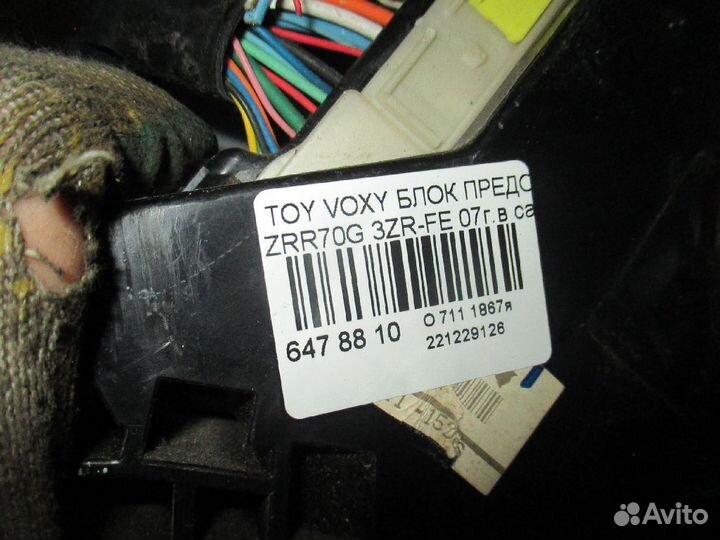 TOY VOXY БЛОК ПРЕДО
ZRR70G 3ZR-FE 07г.в са
647 88 10
О 711 1867я
221229126
Avito